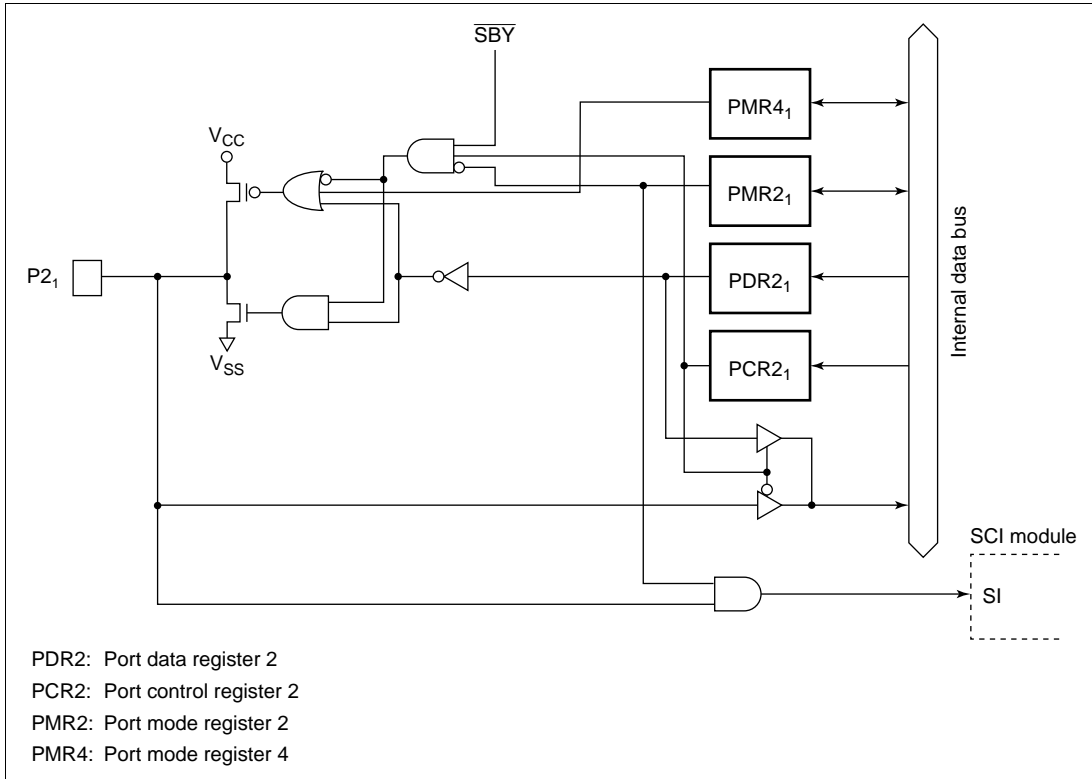 SBY
PMR4₁
V_CC
PMR2₁
PDR2₁
P2₁
Internal data bus
V_SS
PCR2₁
SCI module
SI
PDR2: Port data register 2
PCR2: Port control register 2
PMR2: Port mode register 2
PMR4: Port mode register 4